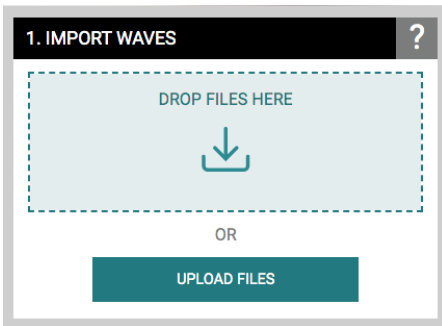 1. IMPORT WAVES
?
DROP FILES HERE
OR
UPLOAD FILES